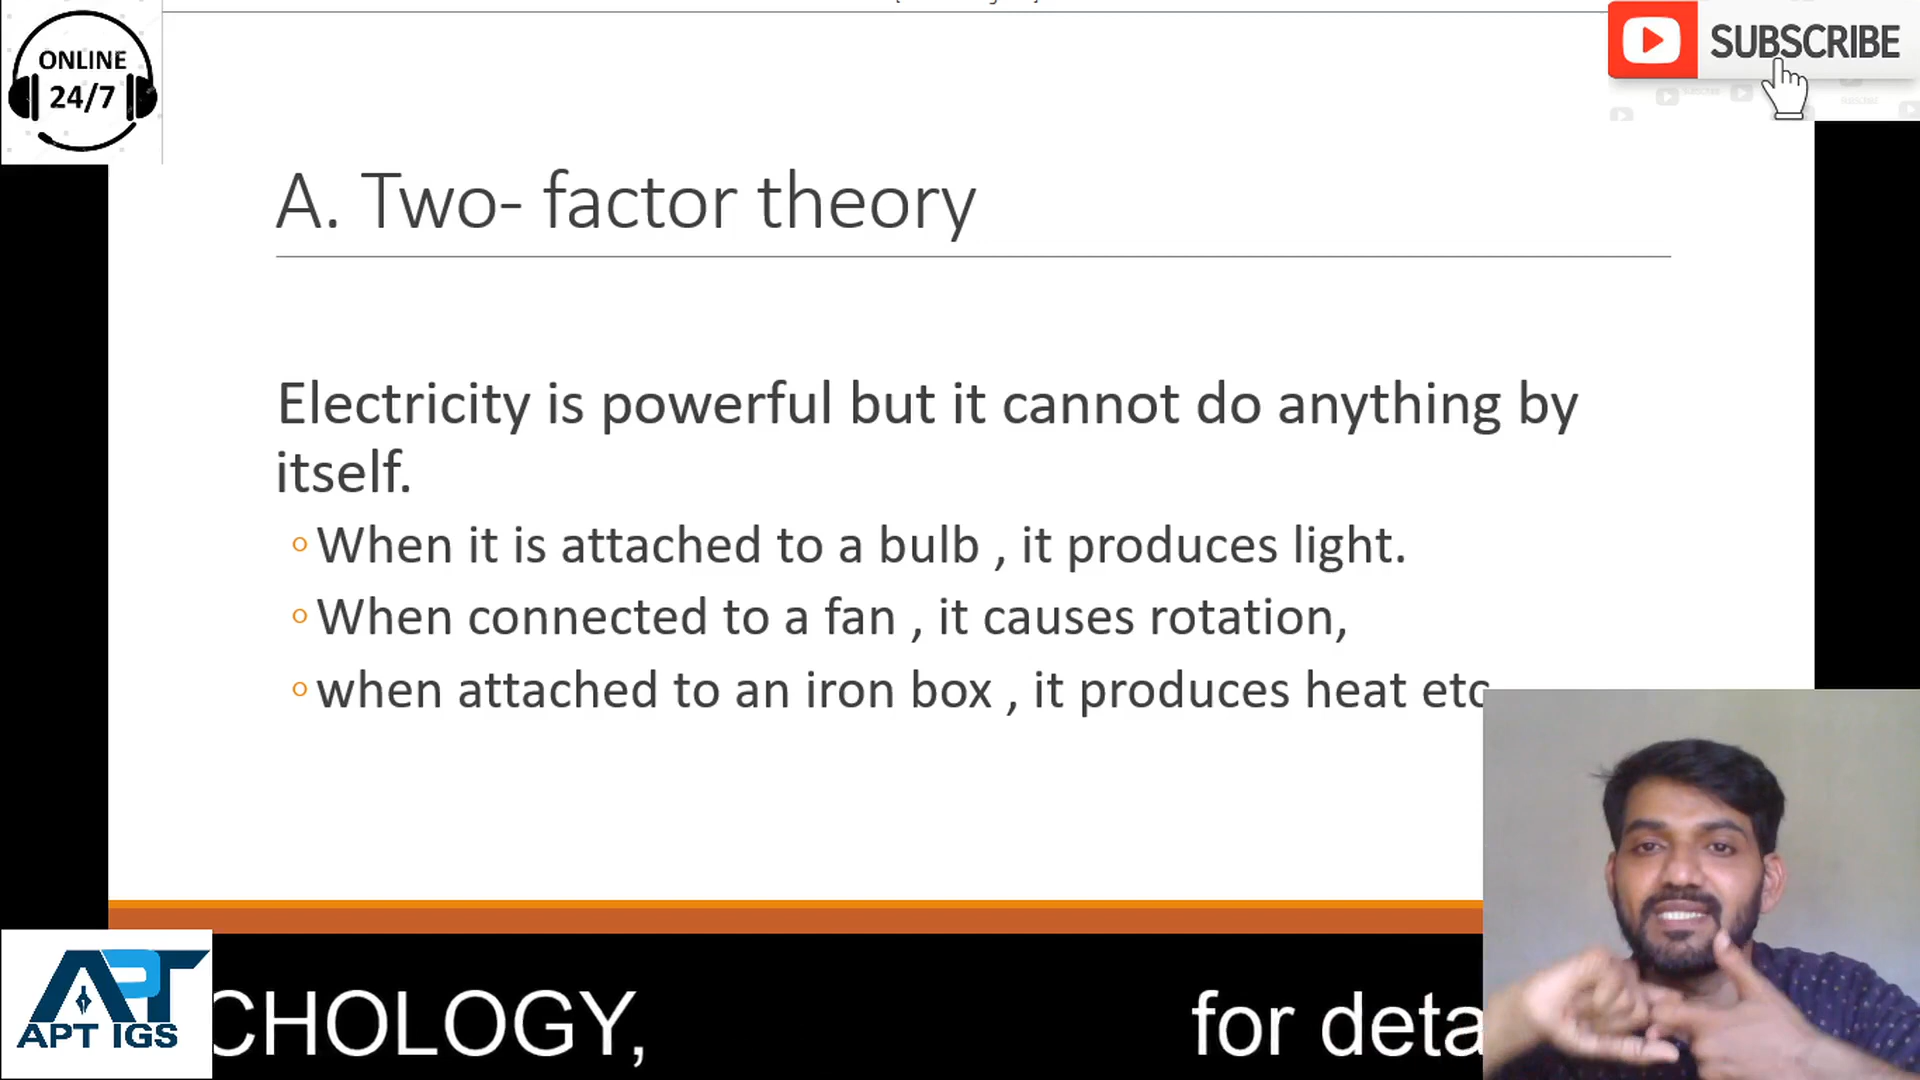 ONLINE
24/7
SUBSCRIBE
A. Two- factor theory
Electricity is powerful but it cannot do anything by
itself.
When it is attached to a bulb , it produces light.
When connected to a fan , it causes rotation,
when attached to an iron box , it produces heat etc
APT IGS
CHOLOGY, for deta